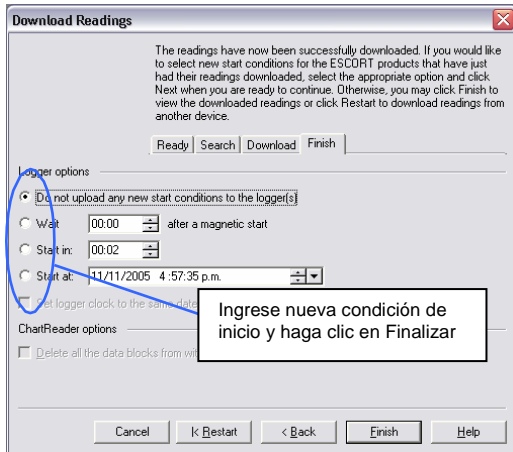 Download Readings
The readings have now been successfully downloaded. If you would like
to select new start conditions for the ESCORT products that have just
had their readings downloaded, select the appropriate option and click
Next when you are ready to continue. Otherwise, you may click Finish to
view the downloaded readings or click Restart to download readings from
another device.
Ready Search Download Finish
Logger options
Do not upload any new start conditions to the logger(s)
Wait 00:00 after a magnetic start
Start in: 00:02
Start at: 11/11/2005 4:57:35 p.m.
Set logger clock to the same date
Ingrese nueva condición de
inicio y haga clic en Finalizar
ChartReader options
Delete all the data blocks from
Cancel |< Restart < Back Finish Help